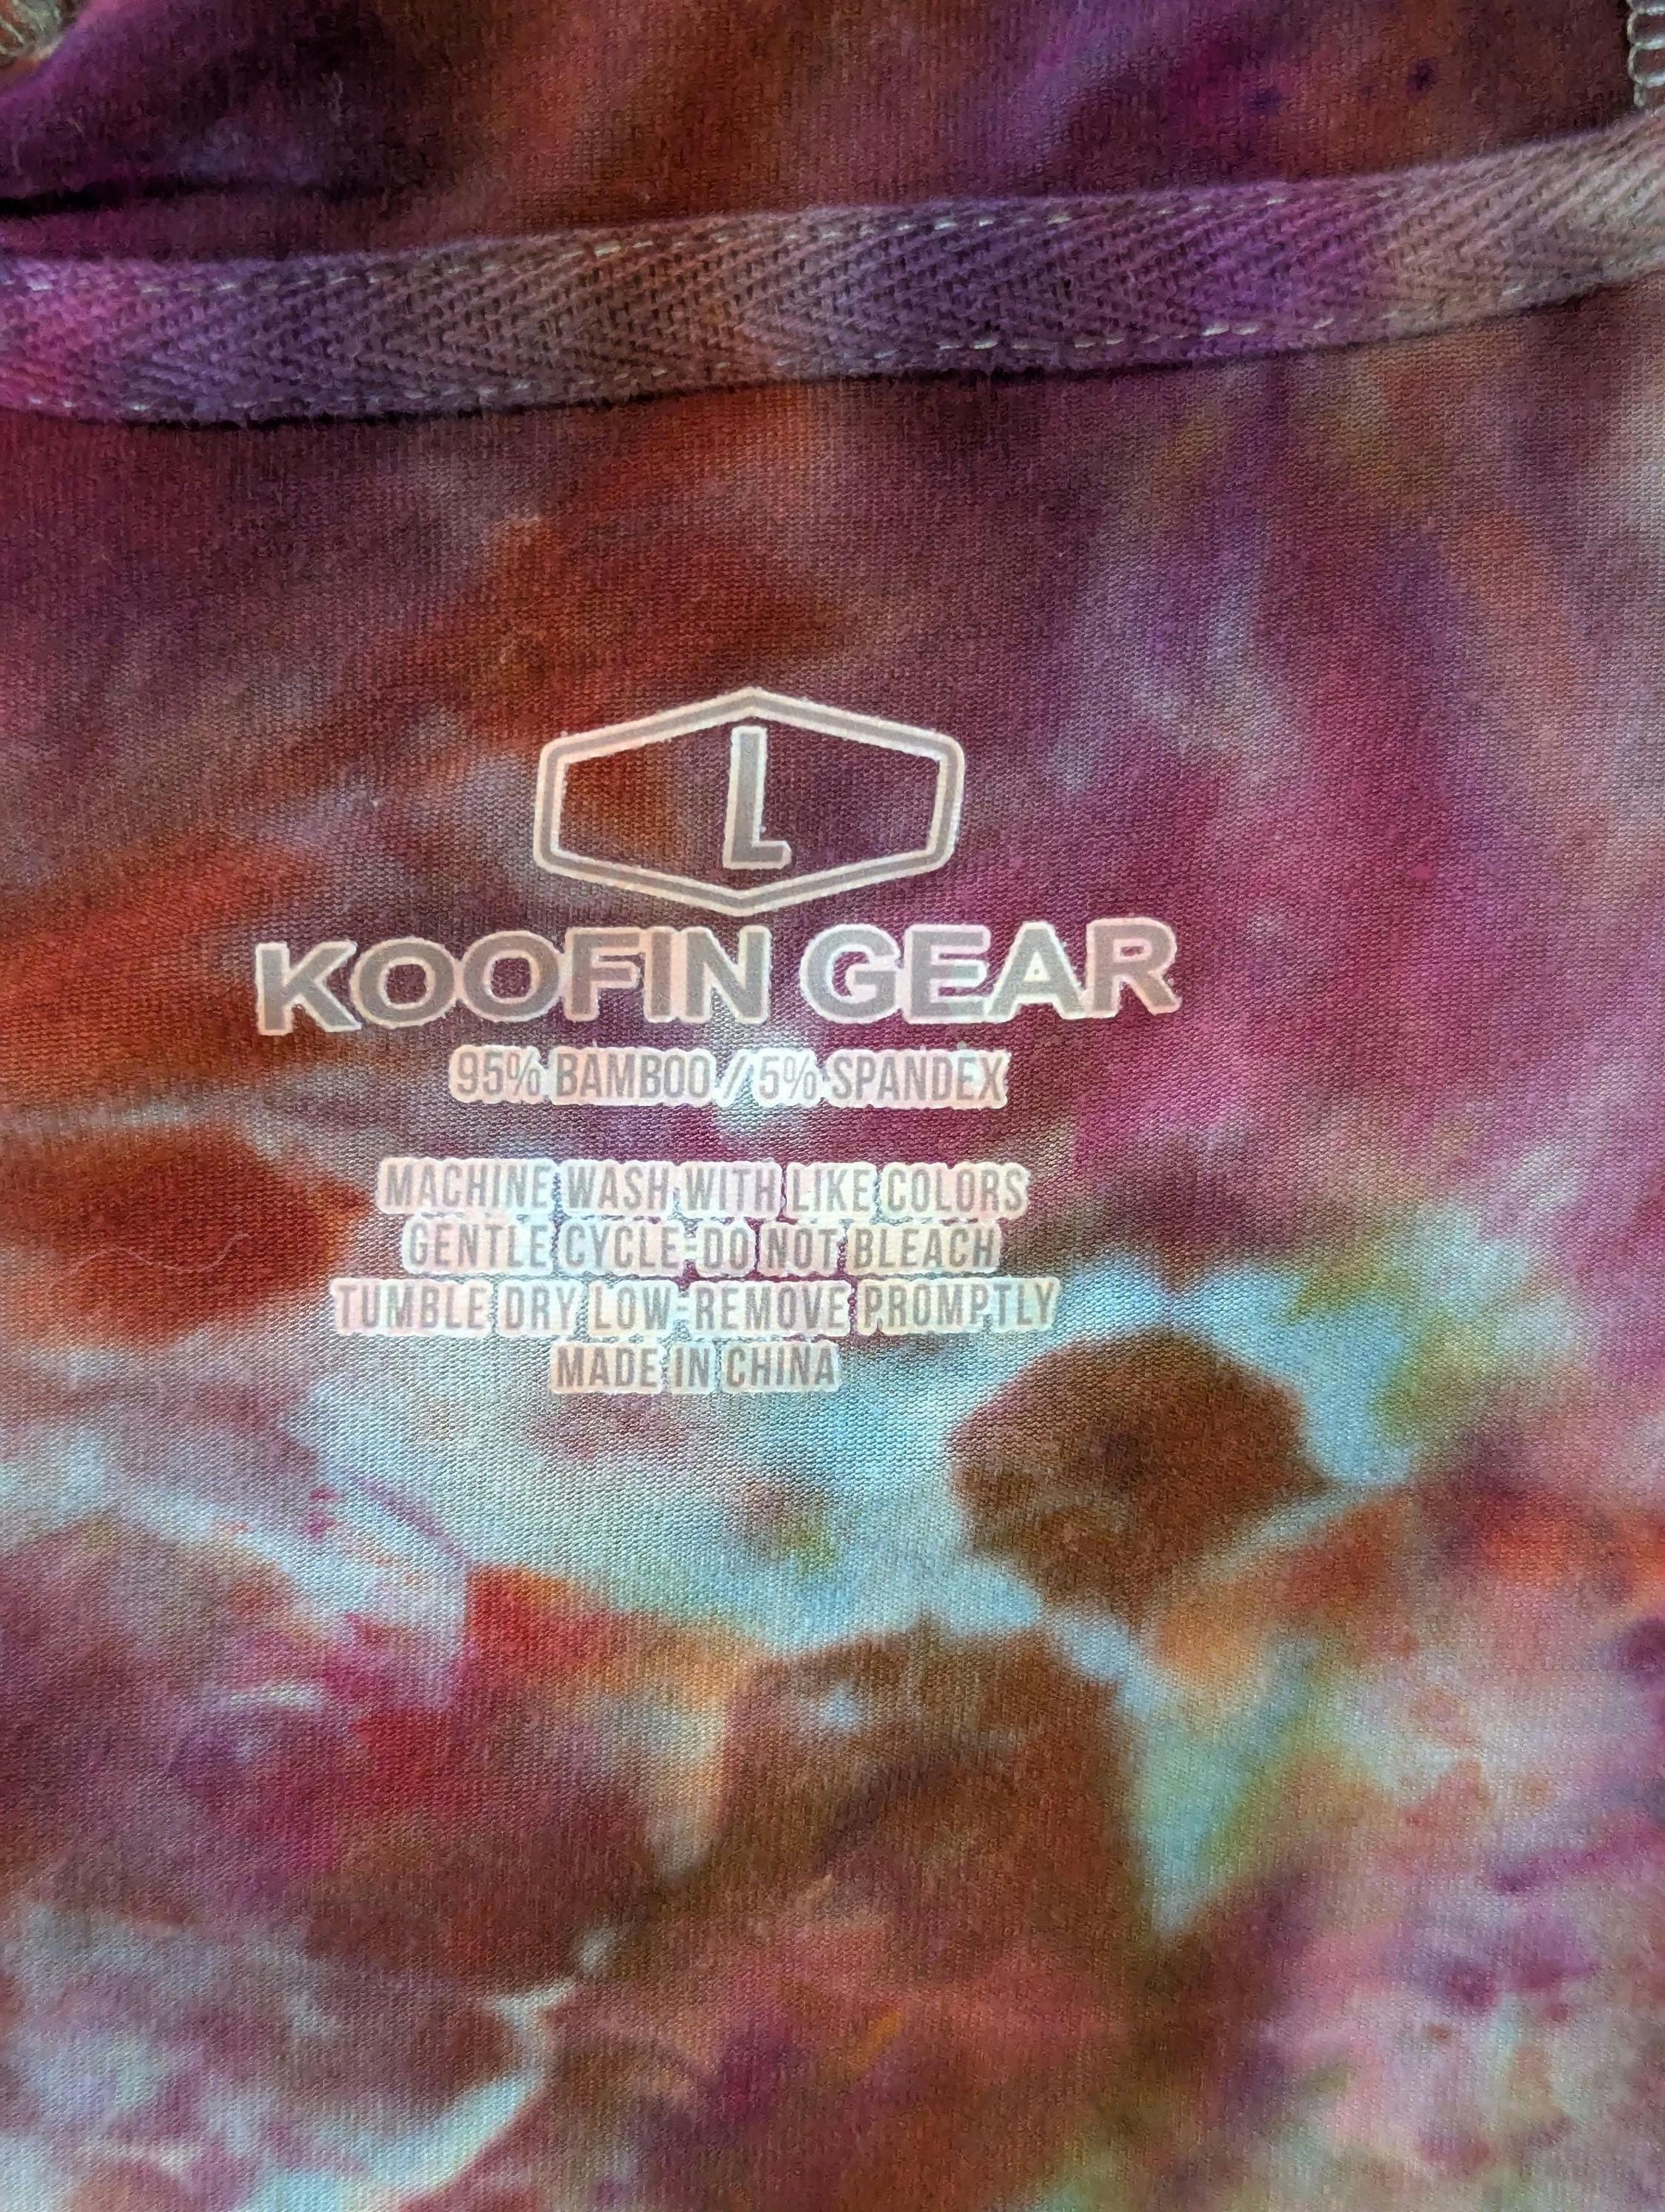 L
KOOFIN GEAR
95% BAMBOO / 5% SPANDEX
MACHINE WASH WITH LIKE COLORS
GENTLE CYCLE-DO NOT BLEACH
TUMBLE DRY LOW-REMOVE PROMPTLY
MADE IN CHINA